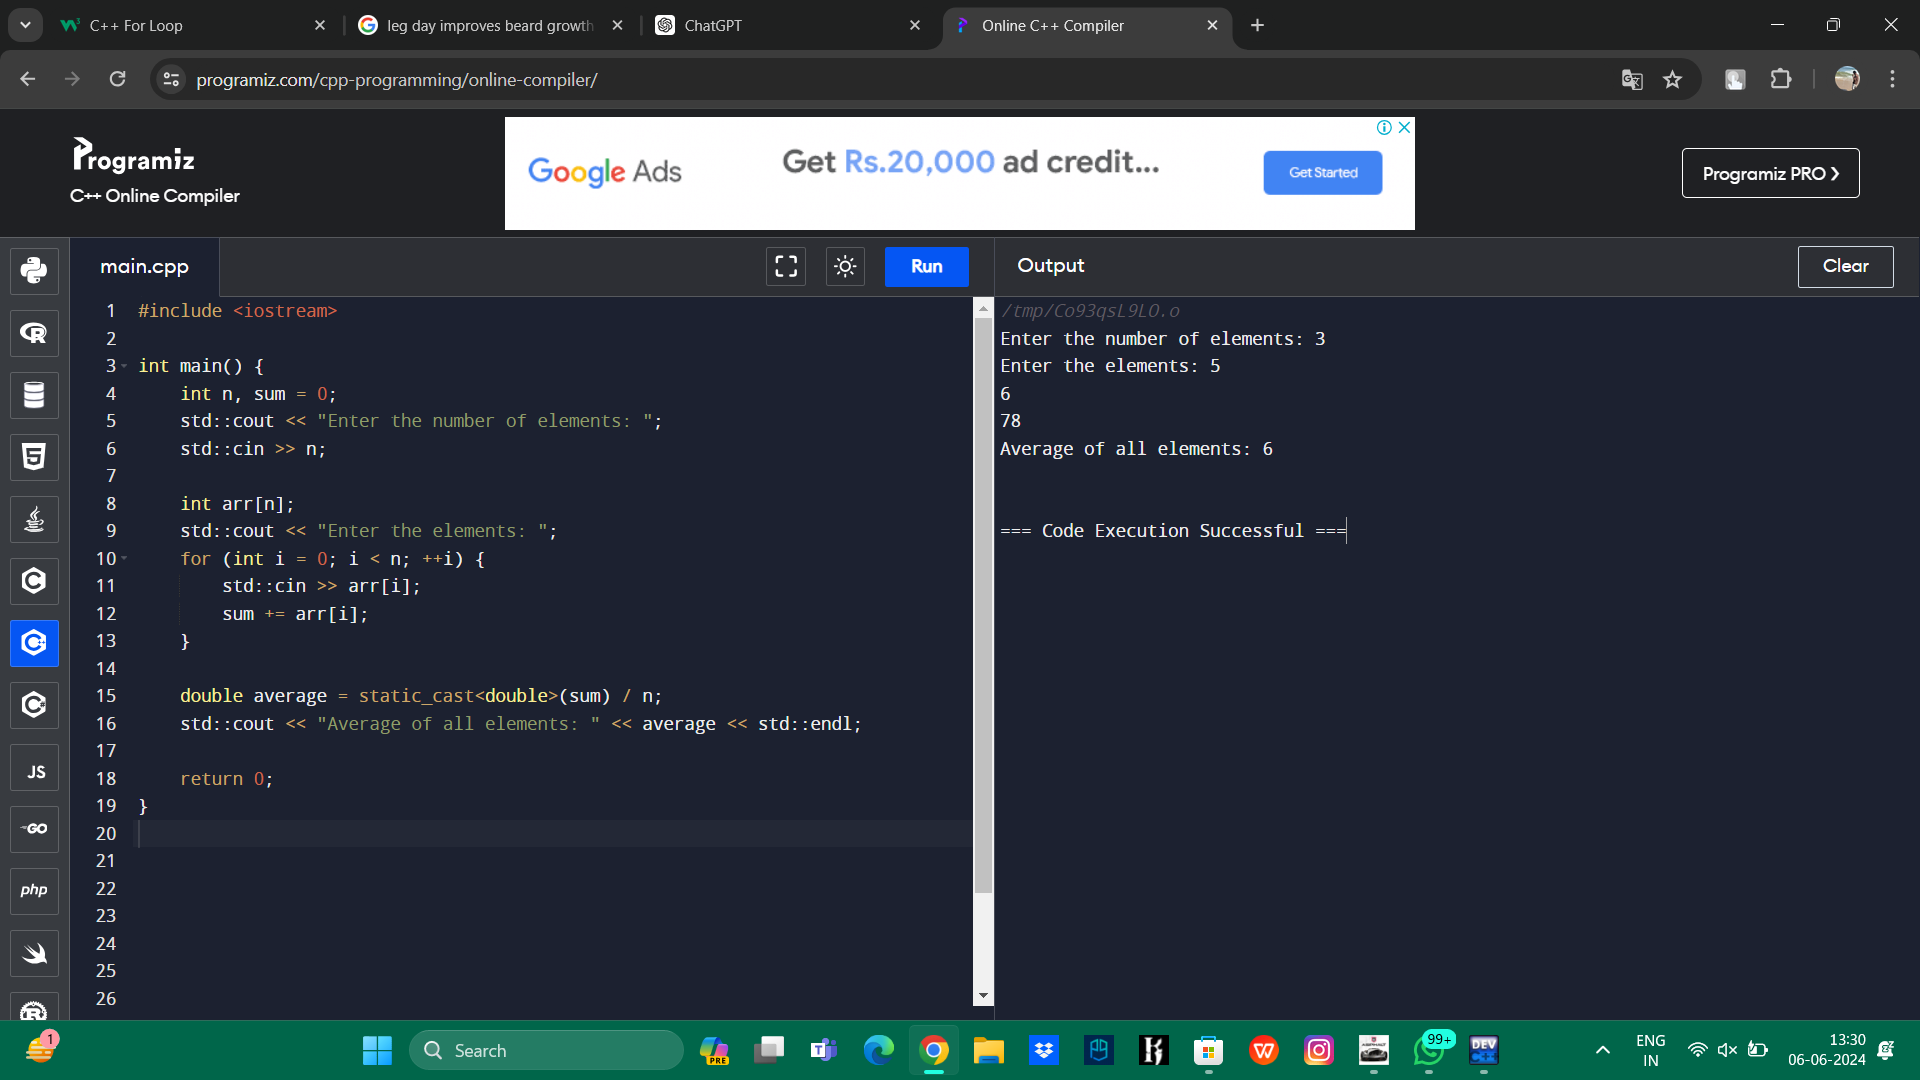 C++ For Loop
leg day improves beard growth
ChatGPT
Online C++ Compiler
programiz.com/cpp-programming/online-compiler/
Programiz
C++ Online Compiler
Google Ads
Get Rs.20,000 ad credit...
Get Started
Programiz PRO
main.cpp
Run
Output
Clear
1 #include <iostream>
2
3 int main() {
4 int n, sum = 0;
5 std::cout << "Enter the number of elements: ";
6 std::cin >> n;
7
8 int arr[n];
9 std::cout << "Enter the elements: ";
10 for (int i = 0; i < n; ++i) {
11 std::cin >> arr[i];
12 sum += arr[i];
13 }
14
15 double average = static_cast<double>(sum) / n;
16 std::cout << "Average of all elements: " << average << std::endl;
17
18 return 0;
19 }
20
21
22
23
24
25
26
/tmp/Co93qsL9LO.o
Enter the number of elements: 3
Enter the elements: 5
6
78
Average of all elements: 6
=== Code Execution Successful ===
JS
GO
php
1
Search
PRE
99+
DEV
ENG
IN
13:30
06-06-2024